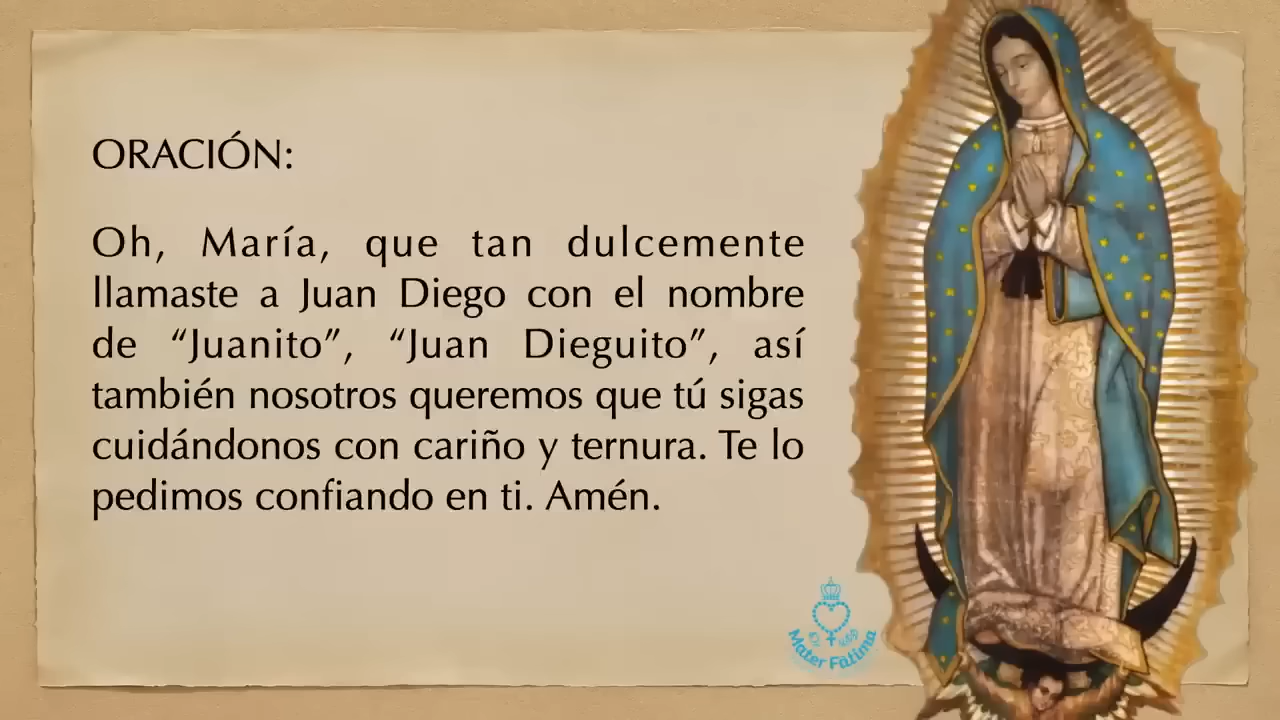 ORACIÓN:
Oh, María, que tan dulcemente
llamaste a Juan Diego con el nombre
de “Juanito”, “Juan Dieguito”, así
también nosotros queremos que tú sigas
cuidándonos con cariño y ternura. Te lo
pedimos confiando en ti. Amén.
Mater Fàtima